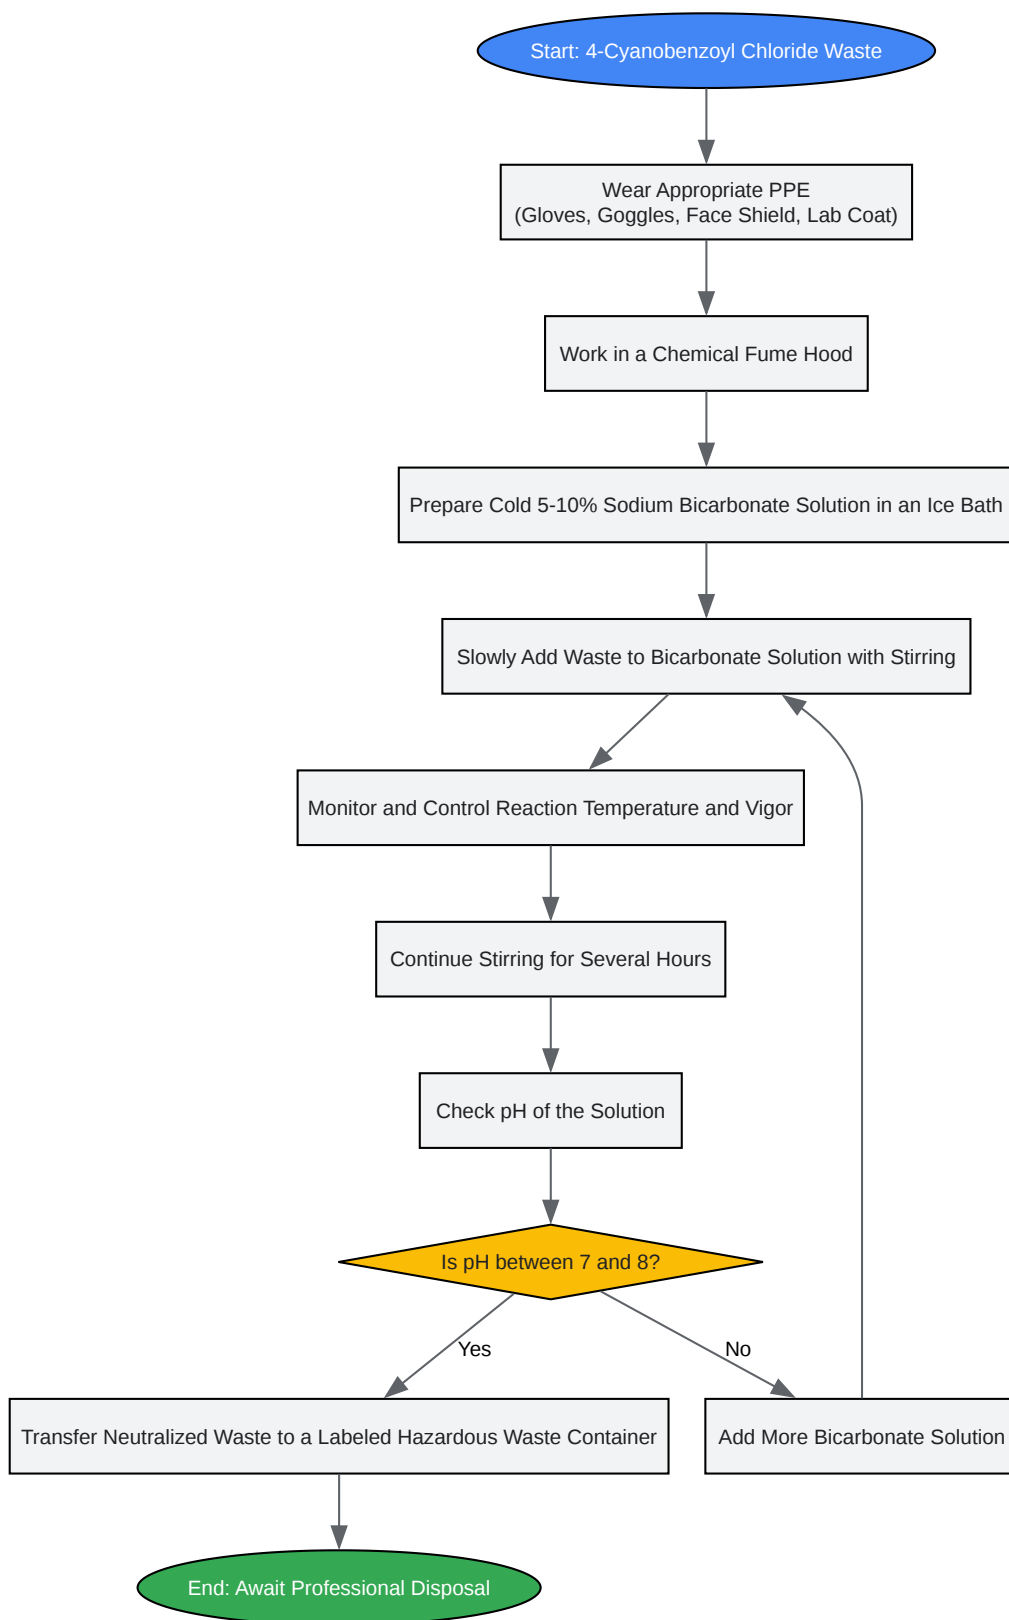 Start: 4-Cyanobenzoyl Chloride Waste
Wear Appropriate PPE
(Gloves, Goggles, Face Shield, Lab Coat)
Work in a Chemical Fume Hood
Prepare Cold 5-10% Sodium Bicarbonate Solution in an Ice Bath
Slowly Add Waste to Bicarbonate Solution with Stirring
Monitor and Control Reaction Temperature and Vigor
Continue Stirring for Several Hours
Check pH of the Solution
Is pH between 7 and 8?
Yes
No
Transfer Neutralized Waste to a Labeled Hazardous Waste Container
Add More Bicarbonate Solution
End: Await Professional Disposal